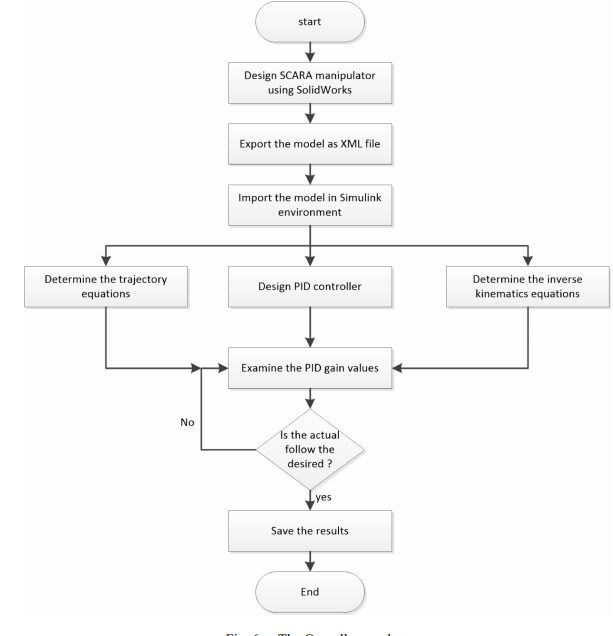 start
Design SCARA manipulator
using SolidWorks
Export the model as XML file
Import the model in Simulink
environment
Determine the trajectory
equations
Design PID controller
Determine the inverse
kinematics equations
Examine the PID gain values
No
Is the actual
follow the
desired ?
yes
Save the results
End